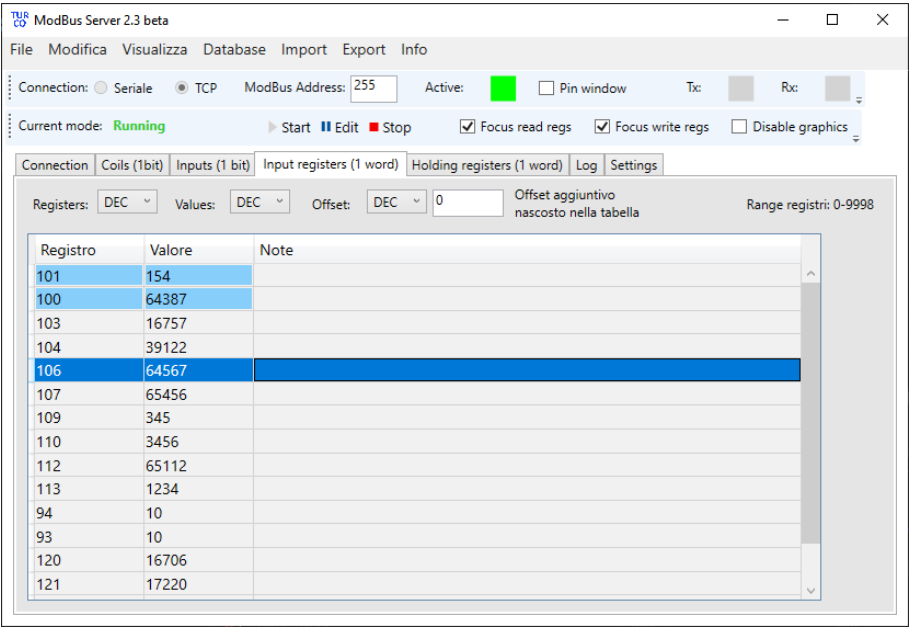 TUR CO ModBus Server 2.3 beta
File Modifica Visualizza Database Import Export Info
Connection: Seriale TCP ModBus Address: 255 Active: Pin window Tx: Rx:
Current mode: Running Start Edit Stop Focus read regs Focus write regs Disable graphics
Connection Coils (1bit) Inputs (1 bit) Input registers (1 word) Holding registers (1 word) Log Settings
Registers: DEC Values: DEC Offset: DEC 0 Offset aggiuntivo nascosto nella tabella Range registri: 0-9998
Registro Valore Note
101 154
100 64387
103 16757
104 39122
106 64567
107 65456
109 345
110 3456
112 65112
113 1234
94 10
93 10
120 16706
121 17220